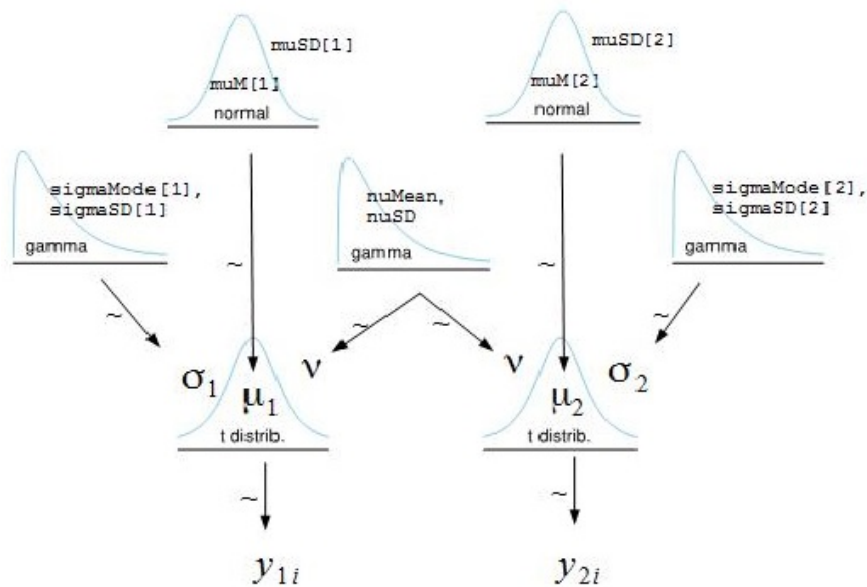 muSD[1]
muM[1]
normal
muSD[2]
muM[2]
normal
sigmaMode[1],
sigmaSD[1]
gamma
nuMean,
nuSD
gamma
sigmaMode[2],
sigmaSD[2]
gamma
~
~
~
~
~
~
σ1
μ1
ν
t distrib.
ν
μ2
σ2
t distrib.
~
~
y1i
y2i